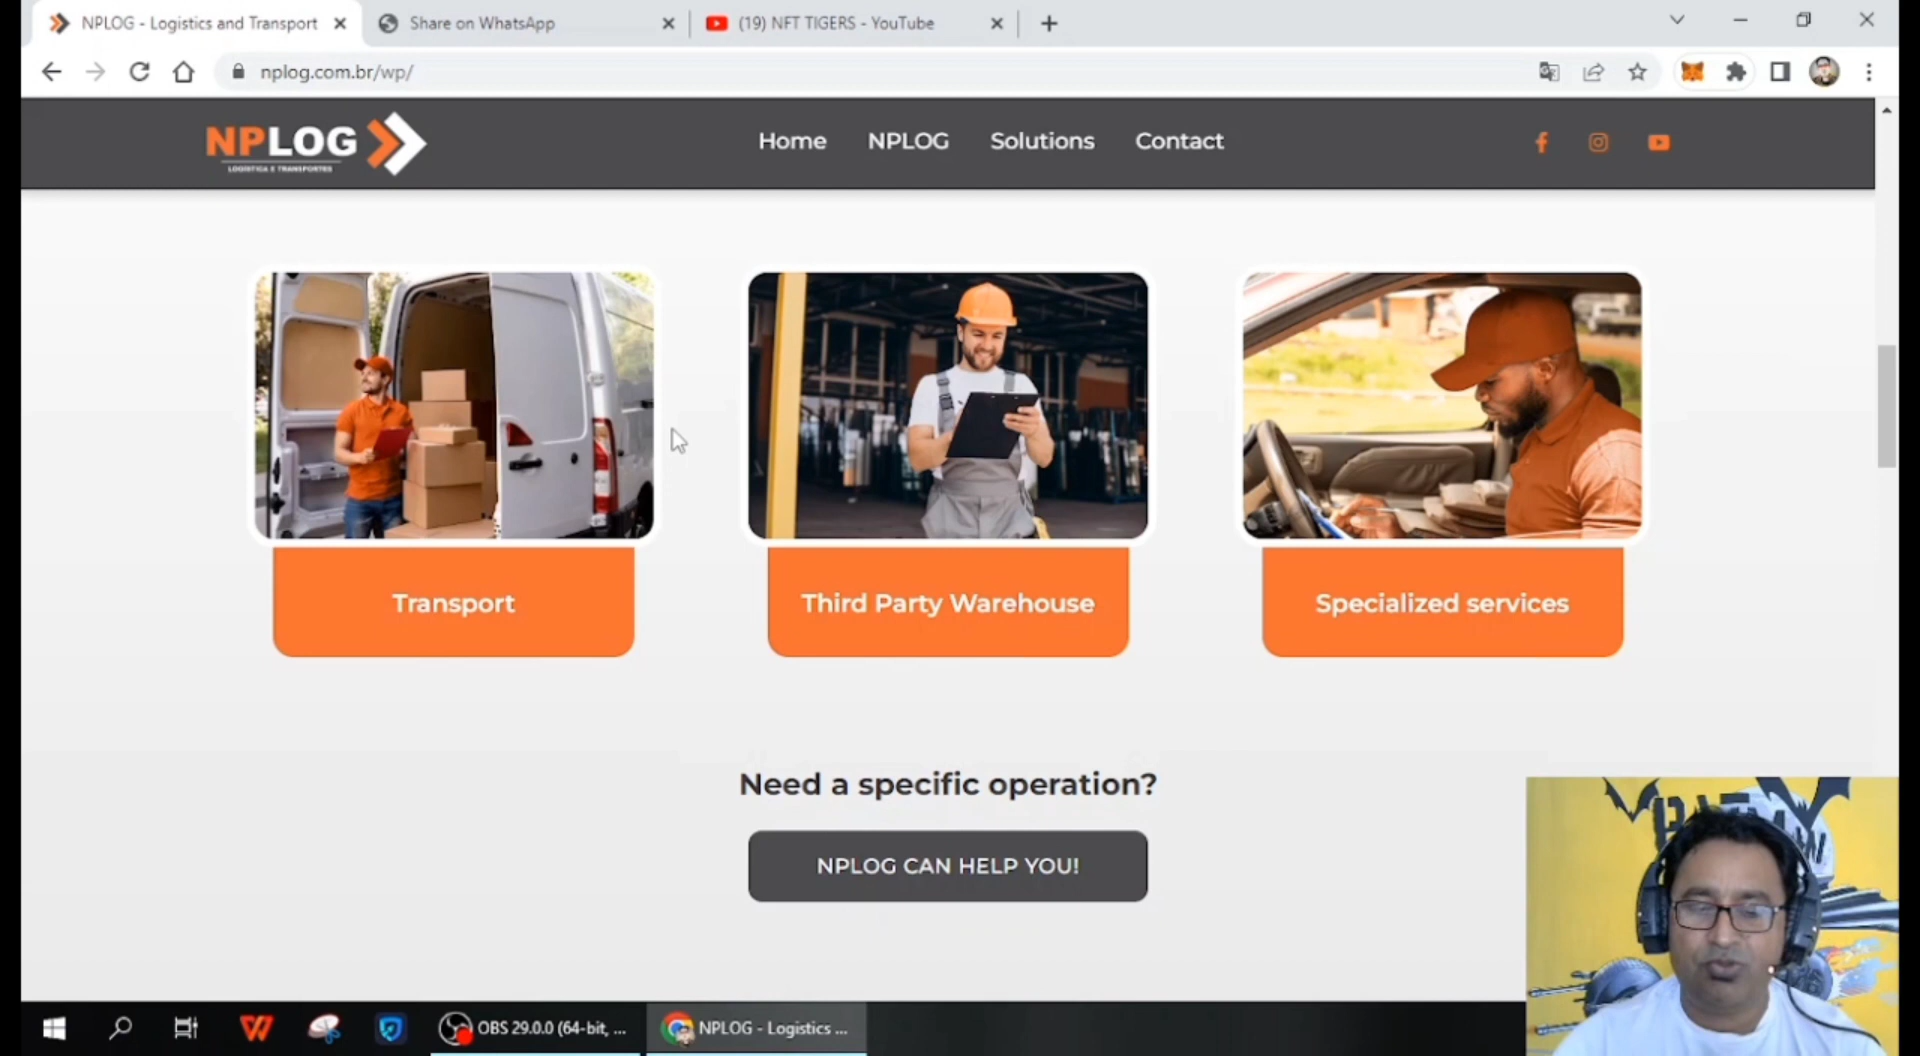 NPLOG - Logistics and Transport
Share on WhatsApp
(19) NFT TIGERS - YouTube
nplog.com.br/wp/
NPLOG
LOGÍSTICA E TRANSPORTES
Home
NPLOG
Solutions
Contact
Transport
Third Party Warehouse
Specialized services
Need a specific operation?
NPLOG CAN HELP YOU!
OBS 29.0.0 (64-bit, ...
NPLOG - Logistics ...